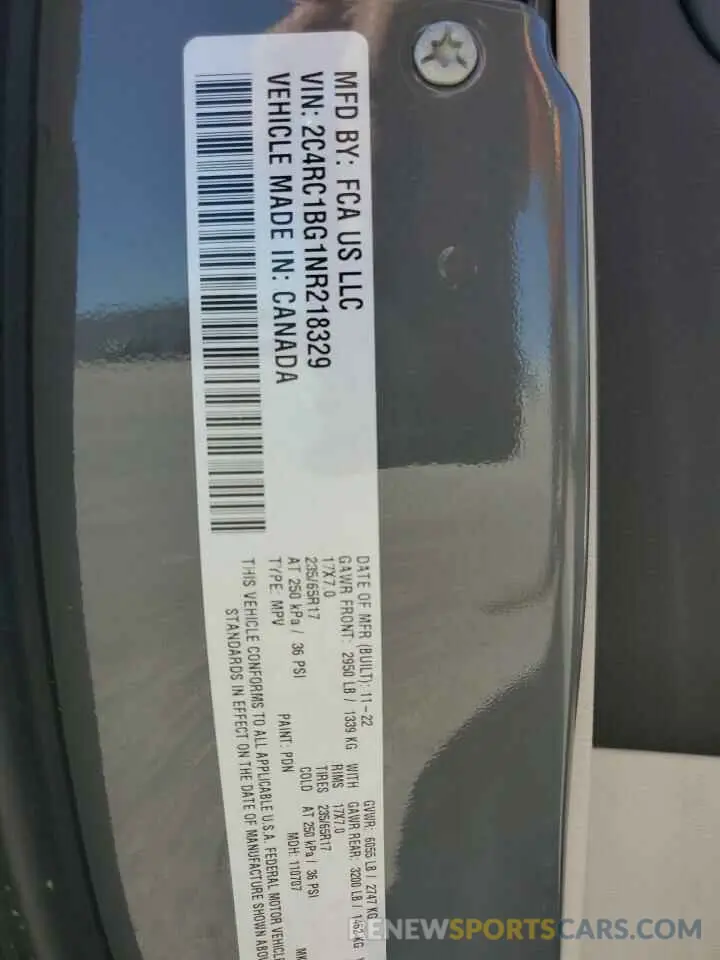 MFD BY: FCA US LLC
VIN: 2C4RC1BG1NR218329
VEHICLE MADE IN: CANADA
DATE OF MFR (BUILT): 11-22
GVWR: 6055 LB / 2747 KG
GAWR FRONT: 2950 LB / 1339 KG
WITH
GAWR REAR: 3200 LB / 1452 KG
17X7.0
RIMS
17X7.0
235/65R17
TIRES
235/65R17
AT 250 kPa / 36 PSI
COLD
AT 250 kPa / 36 PSI
TYPE: MPV
PAINT: PDN
MDH: 110707
THIS VEHICLE CONFORMS TO ALL APPLICABLE U.S.A. FEDERAL MOTOR VEHICLE
STANDARDS IN EFFECT ON THE DATE OF MANUFACTURE SHOWN
RENEWSPORTSCARS.COM